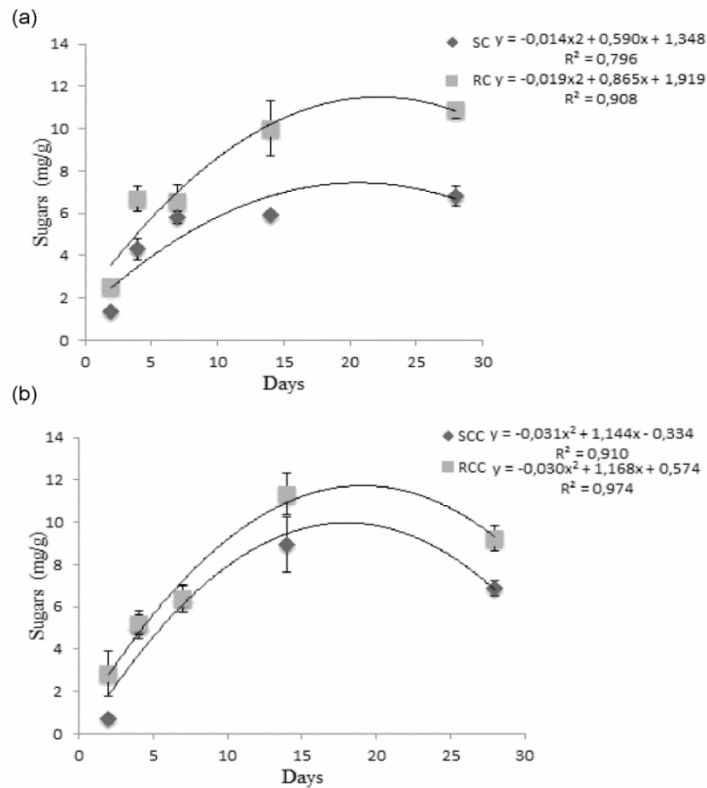 (a)
14
12
10
8
6
4
2
0
Sugars (mg/g)
0 5 10 15 20 25 30
Days
SC y = -0,014x2 + 0,590x + 1,348
R² = 0,796
RC y = -0,019x2 + 0,865x + 1,919
R² = 0,908
(b)
14
12
10
8
6
4
2
0
Sugars (mg/g)
0 5 10 15 20 25 30
Days
SCC y = -0,031x² + 1,144x - 0,334
R² = 0,910
RCC y = -0,030x² + 1,168x + 0,574
R² = 0,974